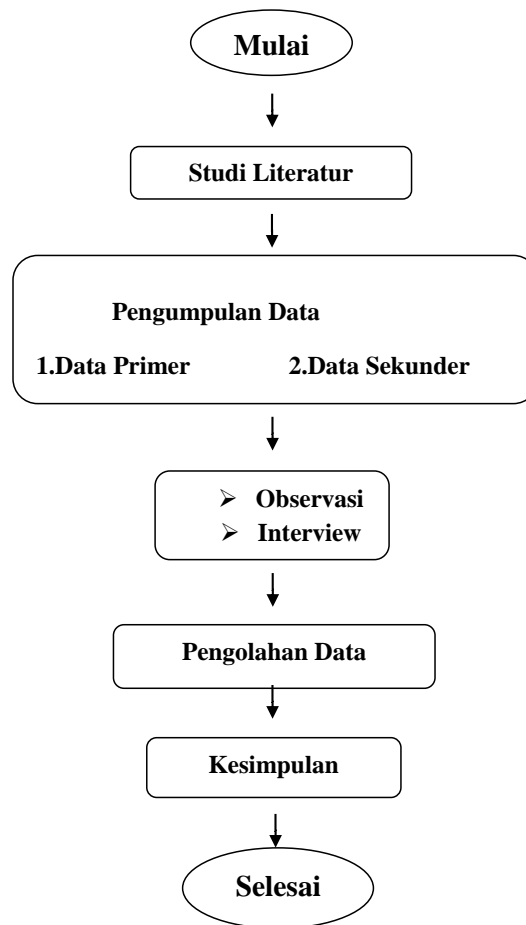 Mulai
Studi Literatur
Pengumpulan Data
1.Data Primer 2.Data Sekunder
➢ Observasi
➢ Interview
Pengolahan Data
Kesimpulan
Selesai